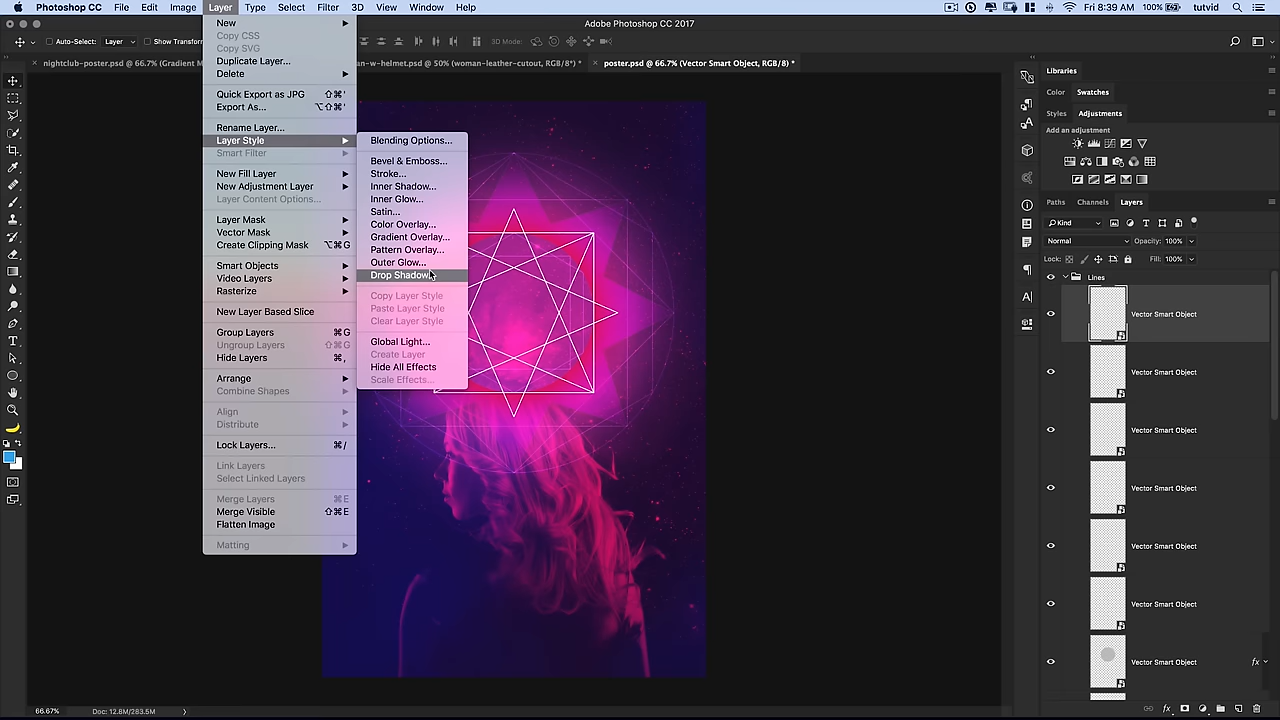 Photoshop CC File Edit Image Layer Type Select Filter 3D View Window Help
100% Fri 8:39 AM tutvid
Adobe Photoshop CC 2017
Auto-Select: Layer Show Transform
3D Mode:
nightclub-poster.psd @ 66.7% (Gradient M
n-w-helmet.psd @ 50% (woman-leather-cutout, RGB/8*) *
poster.psd @ 66.7% (Vector Smart Object, RGB/8) *
New
Copy CSS
Copy SVG
Duplicate Layer...
Delete
Quick Export as JPG ⇧⌘'
Export As... ⌥⇧⌘'
Rename Layer...
Layer Style
Smart Filter
New Fill Layer
New Adjustment Layer
Layer Content Options...
Layer Mask
Vector Mask
Create Clipping Mask ⌥⌘G
Smart Objects
Video Layers
Rasterize
New Layer Based Slice
Group Layers ⌘G
Ungroup Layers ⇧⌘G
Hide Layers ⌘,
Arrange
Combine Shapes
Align
Distribute
Lock Layers... ⌘/
Link Layers
Select Linked Layers
Merge Layers ⌘E
Merge Visible ⇧⌘E
Flatten Image
Matting
Blending Options...
Bevel & Emboss...
Stroke...
Inner Shadow...
Inner Glow...
Satin...
Color Overlay...
Gradient Overlay...
Pattern Overlay...
Outer Glow...
Drop Shadow...
Copy Layer Style
Paste Layer Style
Clear Layer Style
Global Light...
Create Layer
Hide All Effects
Scale Effects...
Libraries
Color Swatches
Styles Adjustments
Add an adjustment
Paths Channels Layers
Kind
Normal Opacity: 100%
Lock: Fill: 100%
Lines
Vector Smart Object
Vector Smart Object
Vector Smart Object
Vector Smart Object
Vector Smart Object
Vector Smart Object
Vector Smart Object fx
66.67% Doc: 12.8M/283.5M
fx